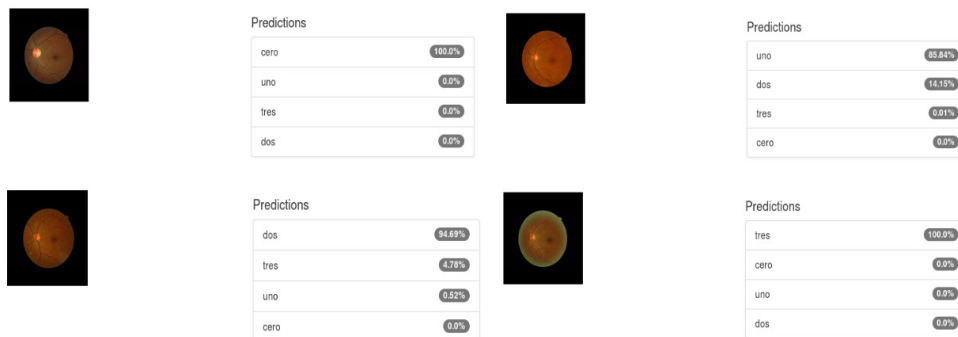 Predictions
cero 100.0%
uno 0.0%
tres 0.0%
dos 0.0%
Predictions
uno 85.84%
dos 14.15%
tres 0.01%
cero 0.0%
Predictions
dos 94.69%
tres 4.78%
uno 0.52%
cero 0.0%
Predictions
tres 100.0%
cero 0.0%
uno 0.0%
dos 0.0%